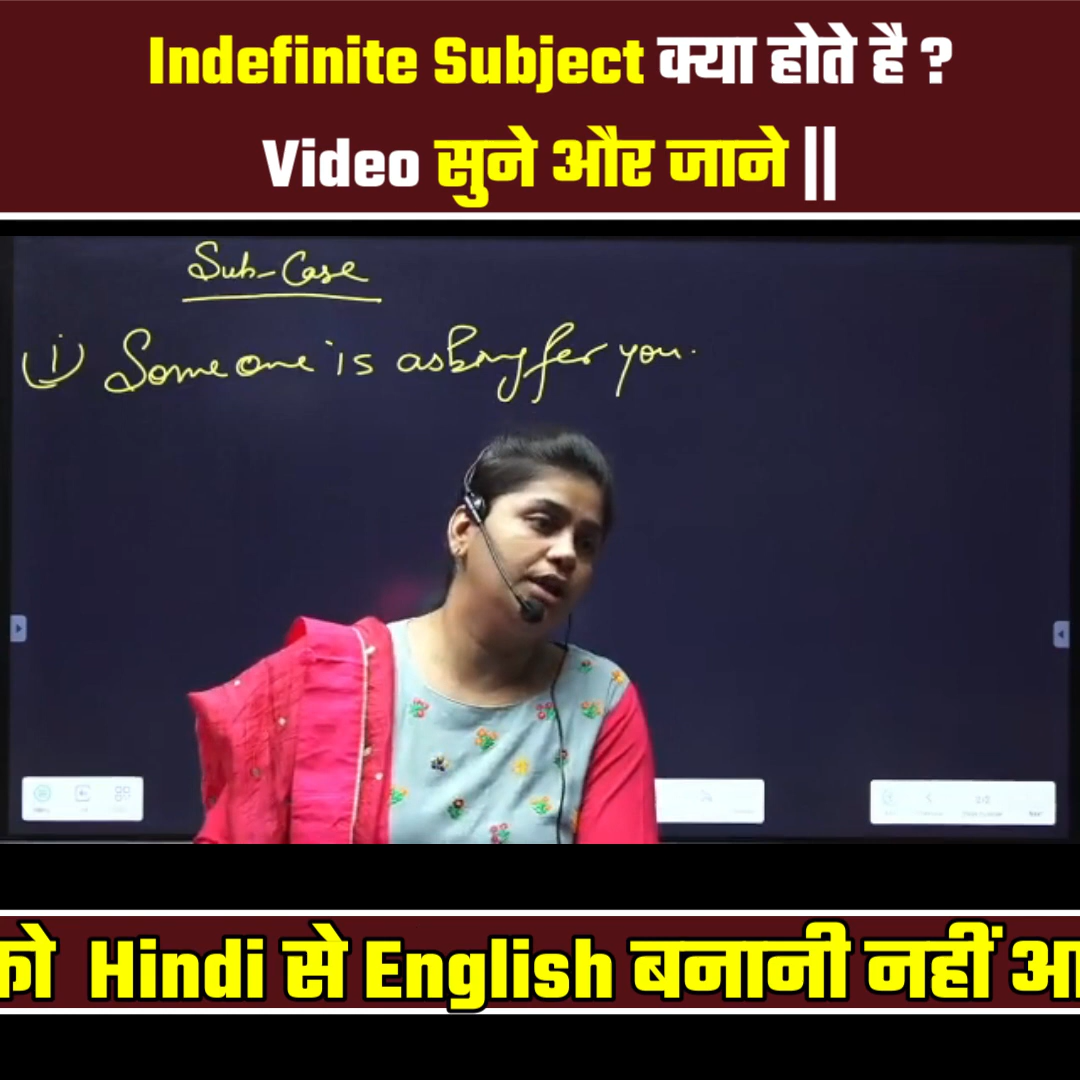 Indefinite Subject क्या होते है ?
Video सुने और जाने ||
Sub-Case
(i) Someone is asking for you.
को Hindi से English बनानी नहीं आ